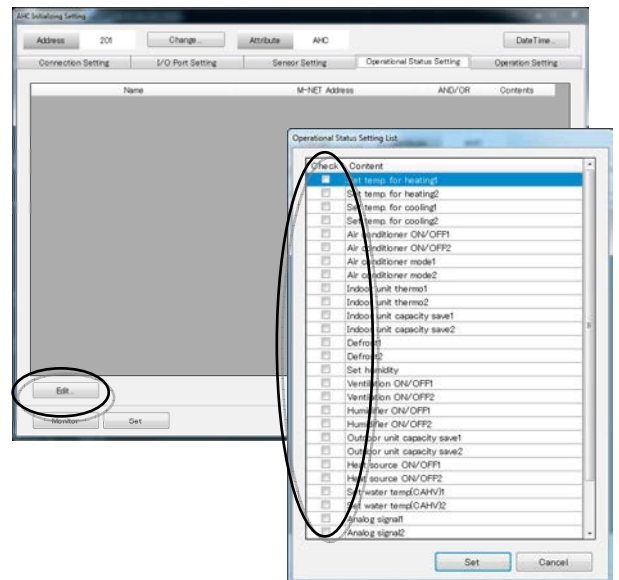 AHC Initializing Setting
Address 201 Change... Attribute AHC DateTime...
Connection Setting I/O Port Setting Sensor Setting Operational Status Setting Operation Setting
Name M-NET Address AND/OR Contents
Edit...
Monitor Set
Operational Status Setting List
Check Content
Set temp. for heating1
Set temp. for heating2
Set temp. for cooling1
Set temp. for cooling2
Air conditioner ON/OFF1
Air conditioner ON/OFF2
Air conditioner mode1
Air conditioner mode2
Indoor unit thermo1
Indoor unit thermo2
Indoor unit capacity save1
Indoor unit capacity save2
Defrost1
Defrost2
Set humidity
Ventilation ON/OFF1
Ventilation ON/OFF2
Humidifier ON/OFF1
Humidifier ON/OFF2
Outdoor unit capacity save1
Outdoor unit capacity save2
Heat source ON/OFF1
Heat source ON/OFF2
Set water temp(CAHV)1
Set water temp(CAHV)2
Analog signal1
Analog signal2
Set Cancel